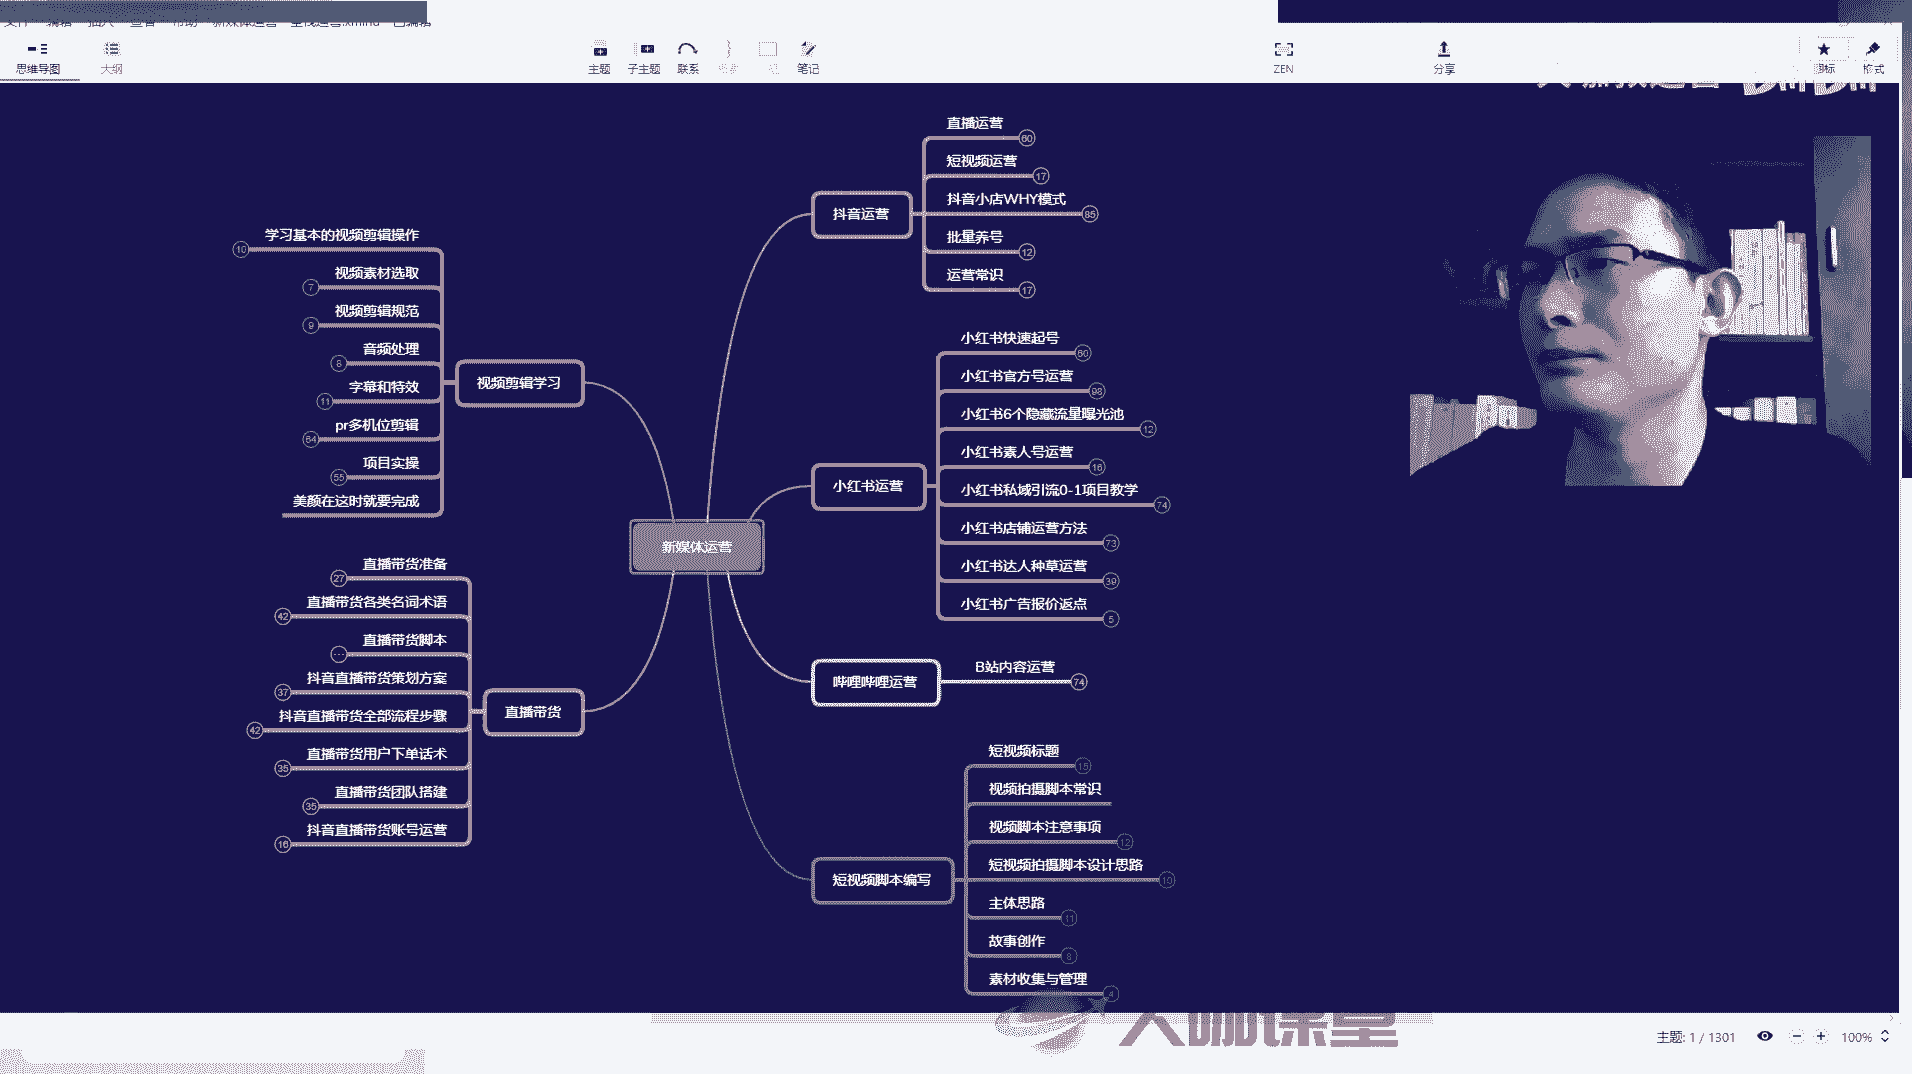 思维导图
大纲
主题
子主题
联系
笔记
ZEN
分享
格式
直播运营
60
短视频运营
17
抖音小店WHY模式
85
批量养号
12
运营常识
17
抖音运营
学习基本的视频剪辑操作
10
视频素材选取
7
视频剪辑规范
9
音频处理
8
字幕和特效
11
pr多机位剪辑
64
项目实操
55
美颜在这时就要完成
视频剪辑学习
小红书快速起号
60
小红书官方号运营
98
小红书6个隐藏流量曝光池
12
小红书素人号运营
16
小红书私域引流0-1项目教学
74
小红书店铺运营方法
73
小红书达人种草运营
39
小红书广告报价返点
5
小红书运营
新媒体运营
直播带货准备
27
直播带货各类名词术语
42
直播带货脚本
抖音直播带货策划方案
37
抖音直播带货全部流程步骤
42
直播带货用户下单话术
35
直播带货团队搭建
35
抖音直播带货账号运营
16
直播带货
哔哩哔哩运营
B站内容运营
74
短视频标题
15
视频拍摄脚本常识
视频脚本注意事项
12
短视频拍摄脚本设计思路
主体思路
11
故事创作
8
素材收集与管理
4
短视频脚本编写
大咖课堂
主题: 1 / 1301
100%